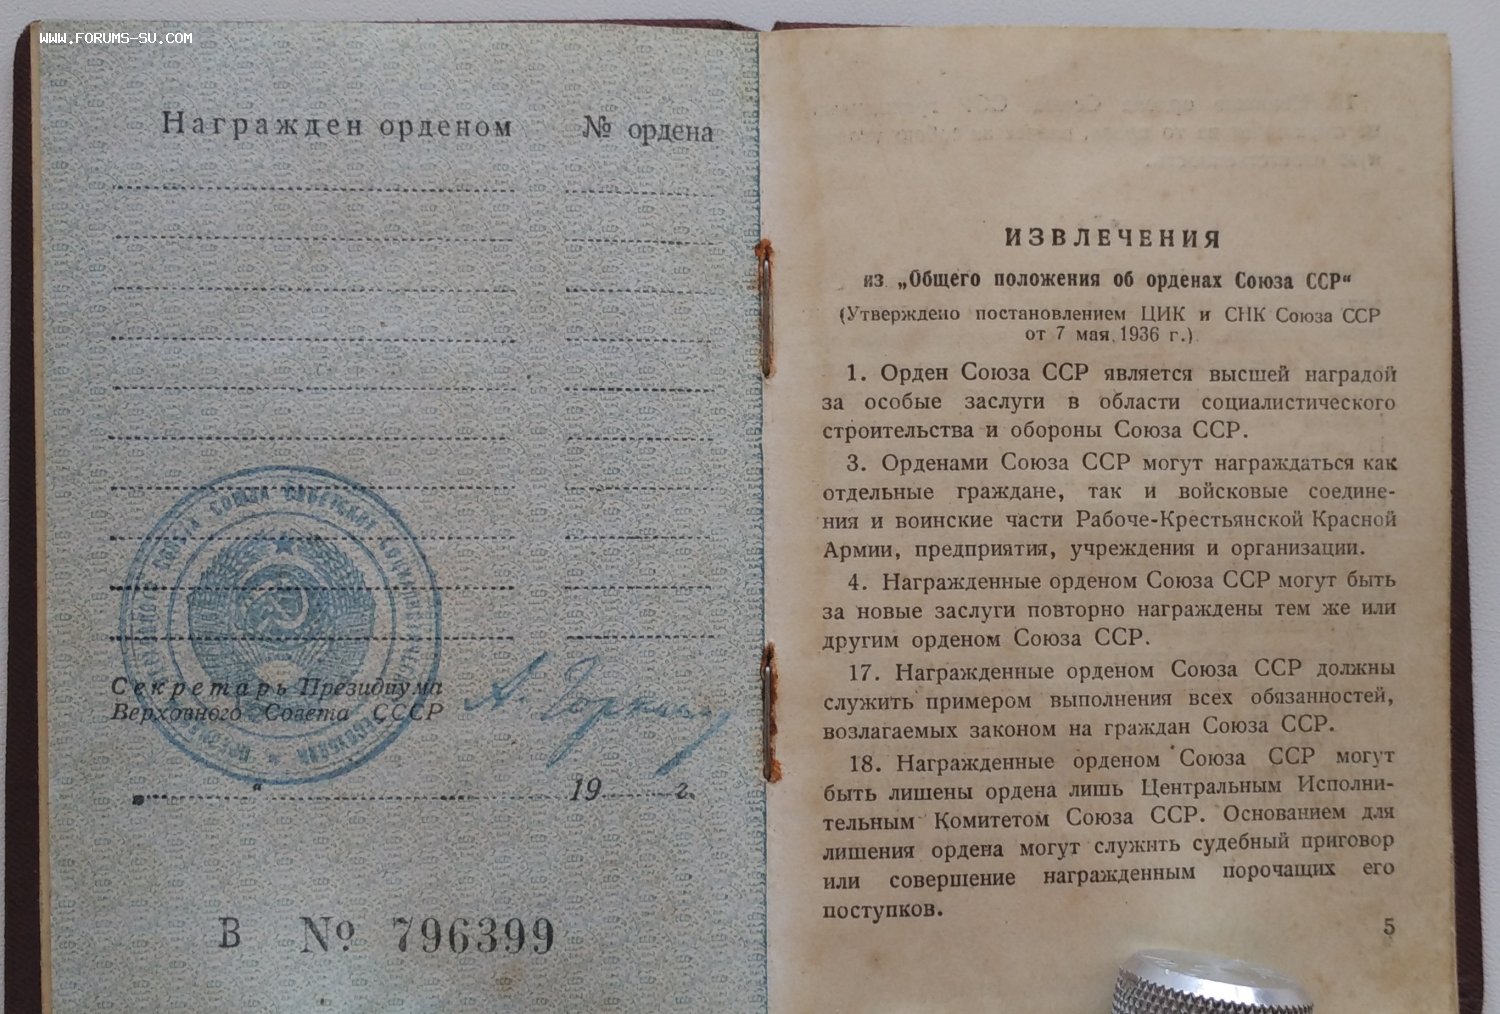 WWW.FORUMS-SU.COM
Награжден орденом № ордена
Секретарь Президиума
Верховного Совета СССР
А. Горкин
" " 19 г.
В № 796399
ИЗВЛЕЧЕНИЯ
из „Общего положения об орденах Союза ССР“
(Утверждено постановлением ЦИК и СНК Союза ССР
от 7 мая 1936 г.)
1. Орден Союза ССР является высшей наградой
за особые заслуги в области социалистического
строительства и обороны Союза ССР.
3. Орденами Союза ССР могут награждаться как
отдельные граждане, так и войсковые соедине-
ния и воинские части Рабоче-Крестьянской Красной
Армии, предприятия, учреждения и организации.
4. Награжденные орденом Союза ССР могут быть
за новые заслуги повторно награждены тем же или
другим орденом Союза ССР.
17. Награжденные орденом Союза ССР должны
служить примером выполнения всех обязанностей,
возлагаемых законом на граждан Союза ССР.
18. Награжденные орденом Союза ССР могут
быть лишены ордена лишь Центральным Исполни-
тельным Комитетом Союза ССР. Основанием для
лишения ордена могут служить судебный приговор
или совершение награжденным порочащих его
поступков.
5